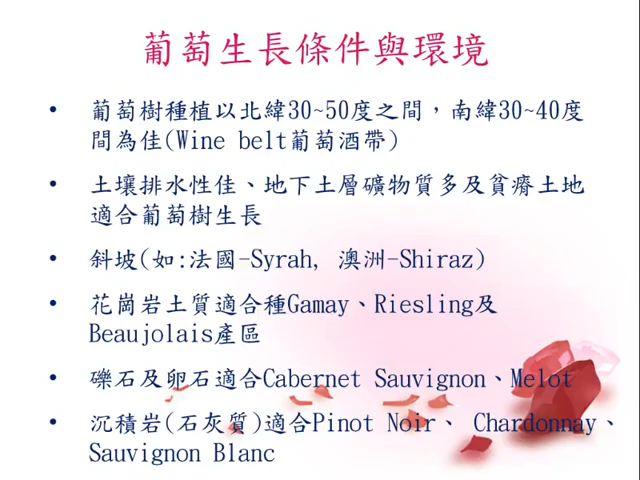 葡萄生長條件與環境
• 葡萄樹種植以北緯30~50度之間，南緯30~40度
間為佳(Wine belt葡萄酒帶)
• 土壤排水性佳、地下土層礦物質多及貧瘠土地
適合葡萄樹生長
• 斜坡(如:法國-Syrah, 澳洲-Shiraz)
• 花崗岩土質適合種Gamay、Riesling及
Beaujolais產區
• 礫石及卵石適合Cabernet Sauvignon、Melot
• 沉積岩(石灰質)適合Pinot Noir、 Chardonnay、
Sauvignon Blanc